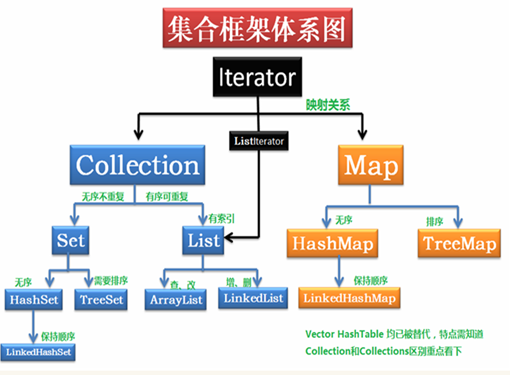 集合框架体系图
Iterator
映射关系
ListIterator
Collection
Map
无序不重复
有序可重复
有索引
无序
排序
Set
List
HashMap
TreeMap
无序
需要排序
查、改
增、删
保持顺序
HashSet
TreeSet
ArrayList
LinkedList
LinkedHashMap
保持顺序
LinkedHashSet
Vector HashTable 均已被替代，特点需知道
Collection和Collections区别重点看下